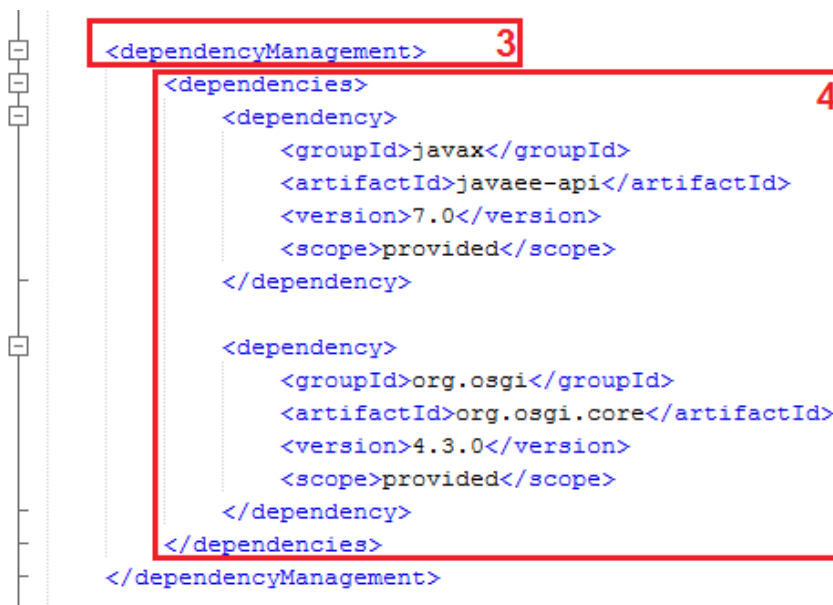 <dependencyManagement> 3
<dependencies> 4
<dependency>
<groupId>javax</groupId>
<artifactId>javaee-api</artifactId>
<version>7.0</version>
<scope>provided</scope>
</dependency>
<dependency>
<groupId>org.osgi</groupId>
<artifactId>org.osgi.core</artifactId>
<version>4.3.0</version>
<scope>provided</scope>
</dependency>
</dependencies>
</dependencyManagement>